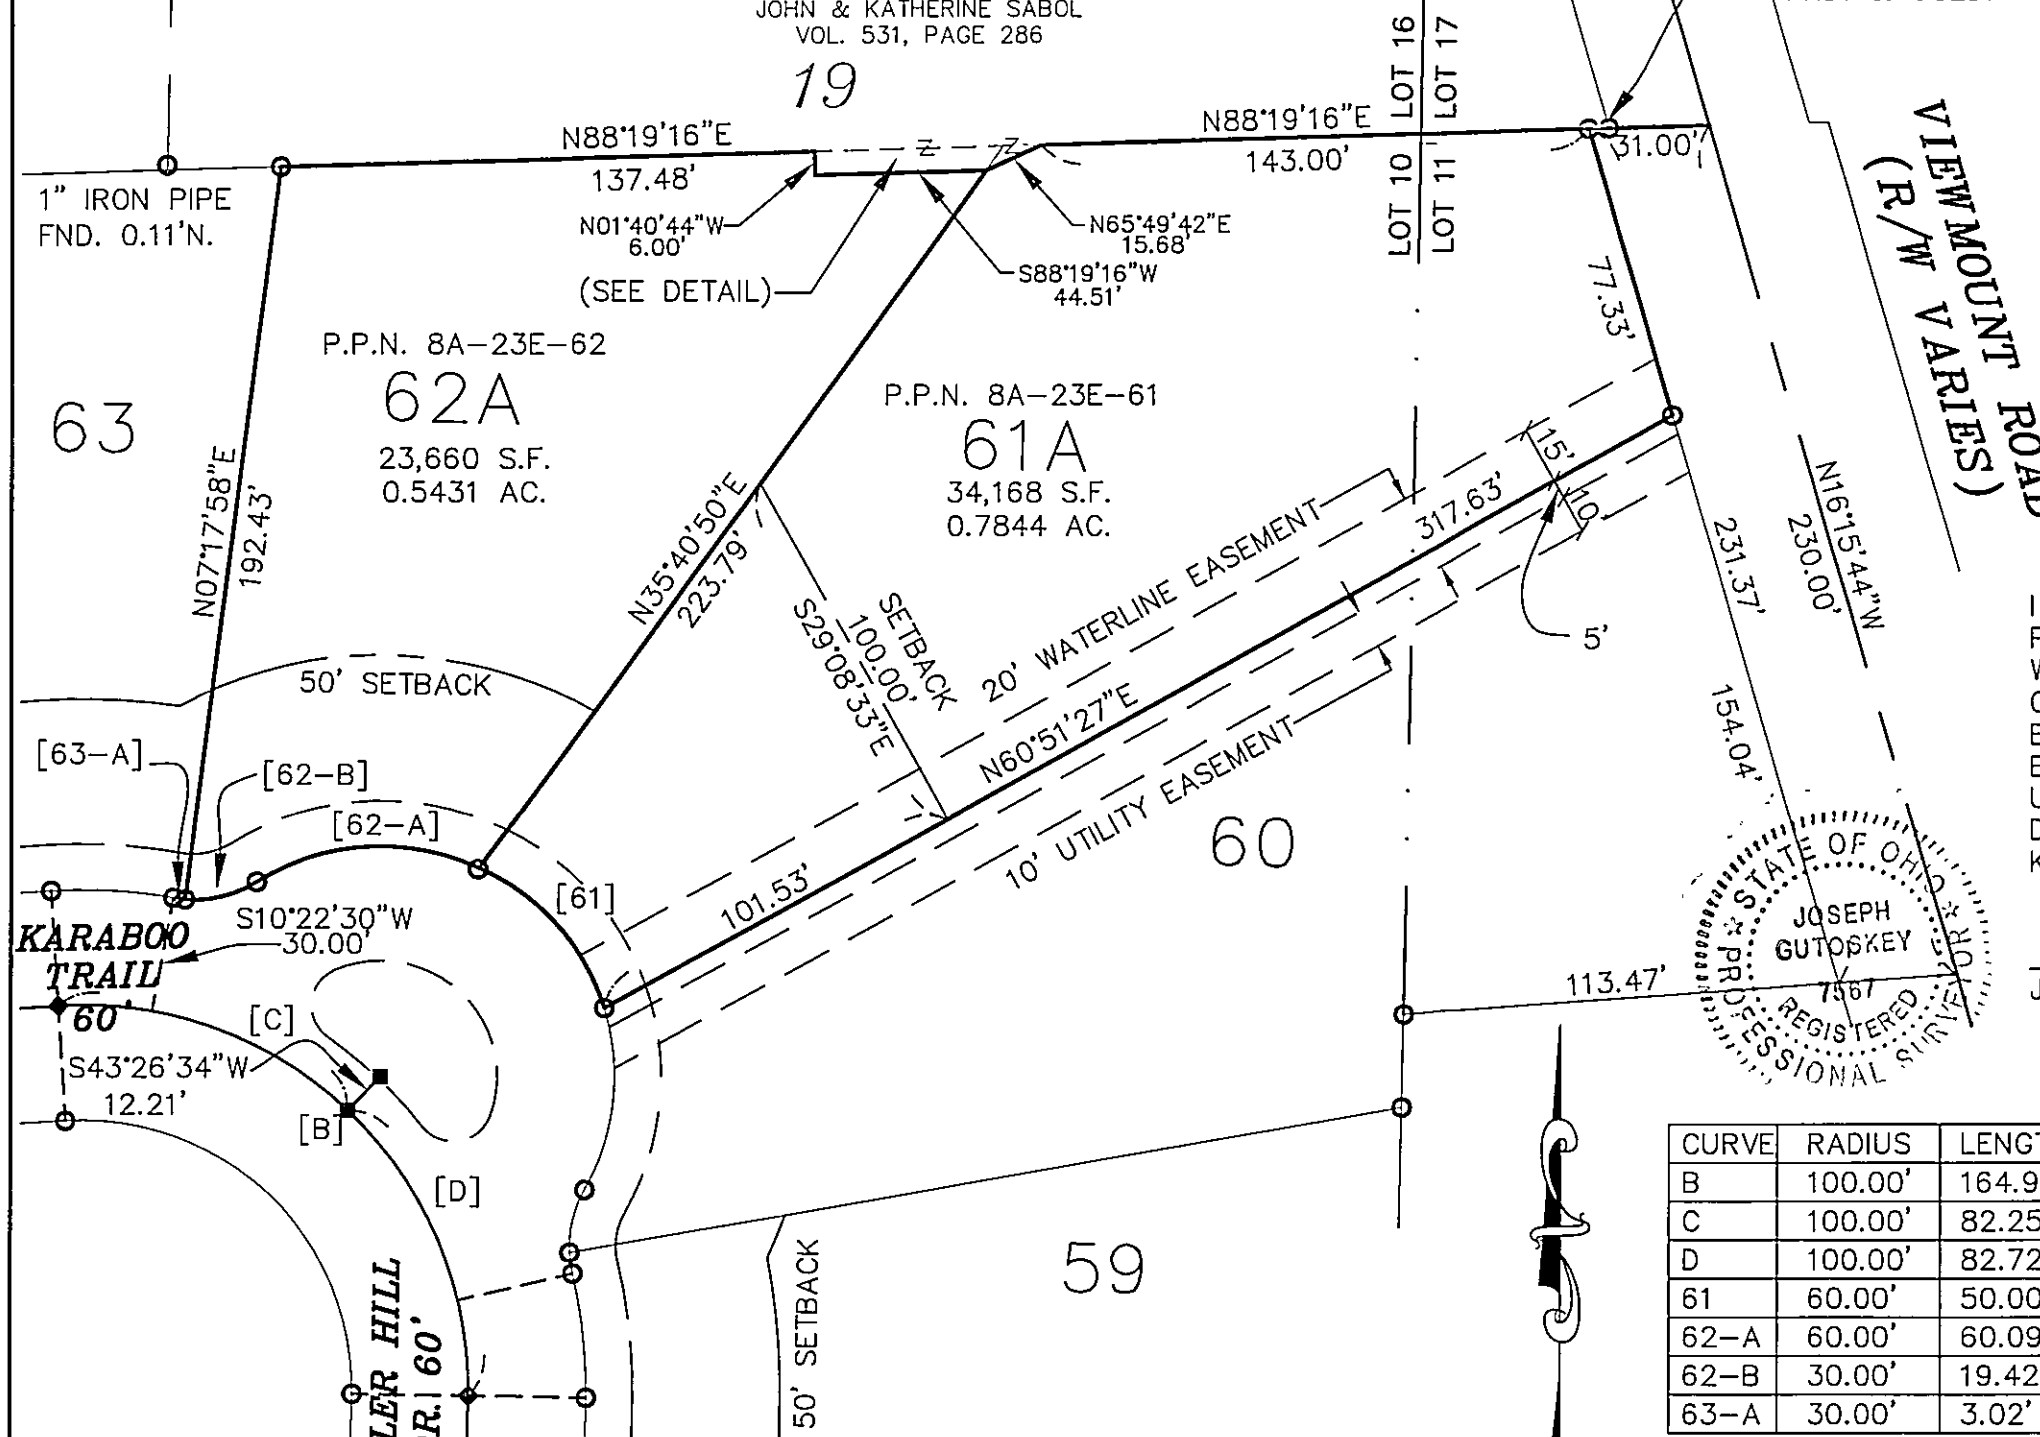 JOHN & KATHERINE SABOL
VOL. 531, PAGE 286
19
LOT 16
LOT 17
LOT 10
LOT 11
N88°19'16"E
137.48'
N88°19'16"E
143.00'
31.00'
1" IRON PIPE
FND. 0.11'N.
N01°40'44"W
6.00'
(SEE DETAIL)
N65°49'42"E
15.68'
S88°19'16"W
44.51'
Z
Z
VIEWMOUNT ROAD
(R/W VARIES)
77.33'
P.P.N. 8A-23E-62
62A
23,660 S.F.
0.5431 AC.
P.P.N. 8A-23E-61
61A
34,168 S.F.
0.7844 AC.
63
N07°17'58"E
192.43'
N35°40'50"E
223.79'
SETBACK
100.00'
S29°08'33"E
20' WATERLINE EASEMENT
317.63'
15'
10'
5'
N16°15'44"W
230.00'
231.37'
154.04'
N60°51'27"E
10' UTILITY EASEMENT
101.53'
50' SETBACK
[63-A]
[62-B]
[62-A]
[61]
60
S10°22'30"W
30.00'
KARABOO
TRAIL
60'
[C]
S43°26'34"W
12.21'
[B]
[D]
113.47'
STATE OF OHIO
JOSEPH
GUTOSKEY
7567
REGISTERED
PROFESSIONAL SURVEYOR
59
50' SETBACK
LER HILL
DR. 60'
CURVE RADIUS LENGT
B 100.00' 164.9
C 100.00' 82.25
D 100.00' 82.72
61 60.00' 50.00
62-A 60.00' 60.09
62-B 30.00' 19.42
63-A 30.00' 3.02'